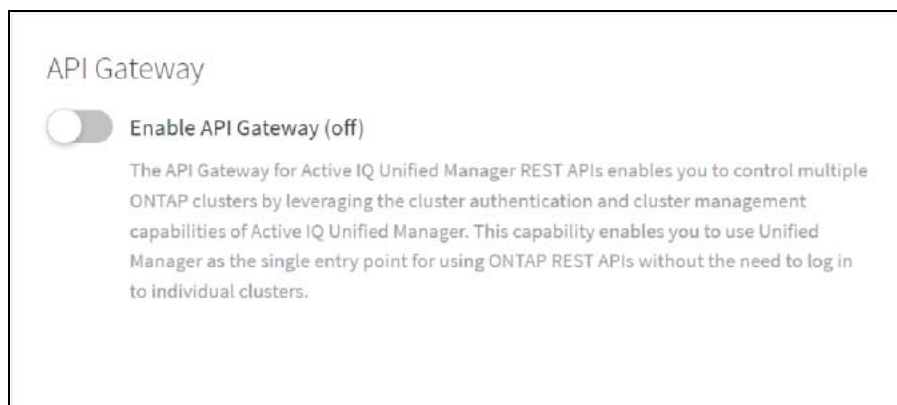 API Gateway
Enable API Gateway (off)
The API Gateway for Active IQ Unified Manager REST APIs enables you to control multiple
ONTAP clusters by leveraging the cluster authentication and cluster management
capabilities of Active IQ Unified Manager. This capability enables you to use Unified
Manager as the single entry point for using ONTAP REST APIs without the need to log in
to individual clusters.